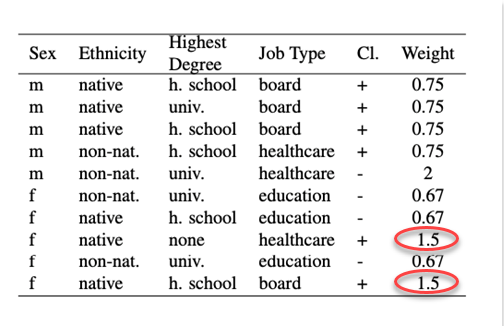 Sex Ethnicity Highest Degree Job Type Cl. Weight
m native h. school board + 0.75
m native univ. board + 0.75
m native h. school board + 0.75
m non-nat. h. school healthcare + 0.75
m non-nat. univ. healthcare - 2
f non-nat. univ. education - 0.67
f native h. school education - 0.67
f native none healthcare + 1.5
f non-nat. univ. education - 0.67
f native h. school board + 1.5